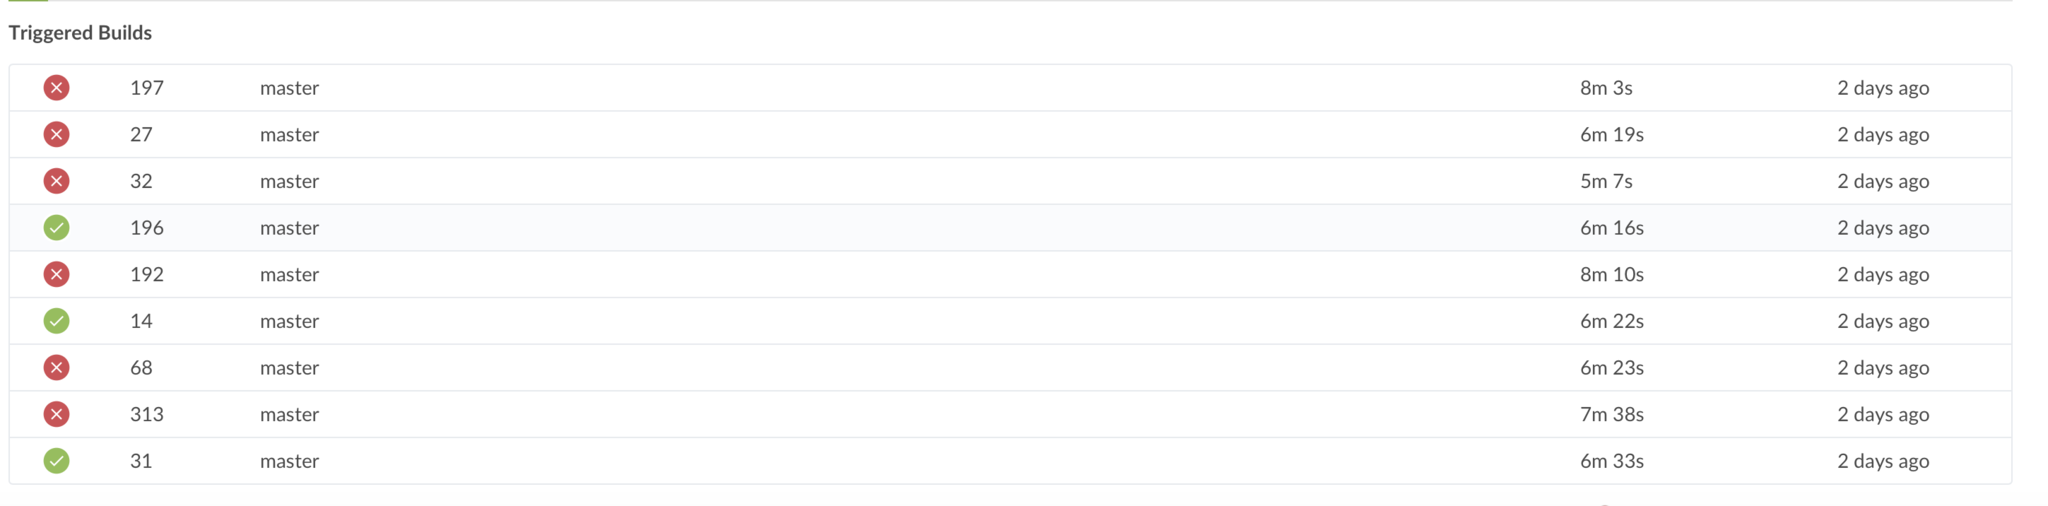 Triggered Builds
197 master 8m 3s 2 days ago
27 master 6m 19s 2 days ago
32 master 5m 7s 2 days ago
196 master 6m 16s 2 days ago
192 master 8m 10s 2 days ago
14 master 6m 22s 2 days ago
68 master 6m 23s 2 days ago
313 master 7m 38s 2 days ago
31 master 6m 33s 2 days ago